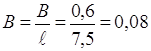 B = B/ℓ = 0,6/7,5 = 0,08